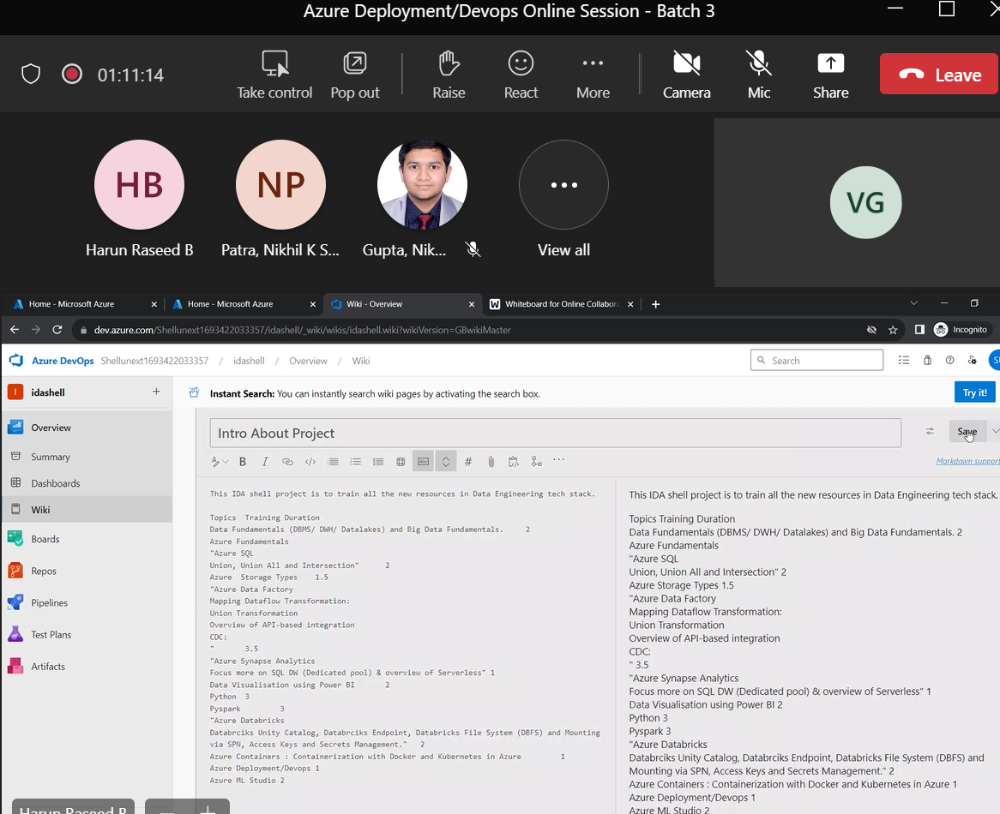 Azure Deployment/Devops Online Session - Batch 3
01:11:14
Take control
Pop out
Raise
React
More
Camera
Mic
Share
Leave
HB
NP
VG
Harun Raseed B
Patra, Nikhil K S...
Gupta, Nik...
View all
Home - Microsoft Azure
Home - Microsoft Azure
Wiki - Overview
Whiteboard for Online Collabora
dev.azure.com/Shellunext1693422033357/idashell/_wiki/wikis/idashell.wiki?wikiVersion=GBwikiMaster
Incognito
Azure DevOps Shellunext1693422033357 / idashell / Overview / Wiki
Search
I idashell
Instant Search: You can instantly search wiki pages by activating the search box.
Try it!
Overview
Summary
Dashboards
Wiki
Boards
Repos
Pipelines
Test Plans
Artifacts
Intro About Project
Save
Markdown support
This IDA shell project is to train all the new resources in Data Engineering tech stack.
Topics Training Duration
Data Fundamentals (DBMS/ DWH/ Datalakes) and Big Data Fundamentals. 2
Azure Fundamentals
"Azure SQL
Union, Union All and Intersection" 2
Azure Storage Types 1.5
"Azure Data Factory
Mapping Dataflow Transformation:
Union Transformation
Overview of API-based integration
CDC:
" 3.5
"Azure Synapse Analytics
Focus more on SQL DW (Dedicated pool) & overview of Serverless" 1
Data Visualisation using Power BI 2
Python 3
Pyspark 3
"Azure Databricks
Databrciks Unity Catalog, Databrciks Endpoint, Databricks File System (DBFS) and Mounting
via SPN, Access Keys and Secrets Management." 2
Azure Containers : Containerization with Docker and Kubernetes in Azure 1
Azure Deployment/Devops 1
Azure ML Studio 2
This IDA shell project is to train all the new resources in Data Engineering tech stack.
Topics Training Duration
Data Fundamentals (DBMS/ DWH/ Datalakes) and Big Data Fundamentals. 2
Azure Fundamentals
"Azure SQL
Union, Union All and Intersection" 2
Azure Storage Types 1.5
"Azure Data Factory
Mapping Dataflow Transformation:
Union Transformation
Overview of API-based integration
CDC:
" 3.5
"Azure Synapse Analytics
Focus more on SQL DW (Dedicated pool) & overview of Serverless" 1
Data Visualisation using Power BI 2
Python 3
Pyspark 3
"Azure Databricks
Databrciks Unity Catalog, Databrciks Endpoint, Databricks File System (DBFS) and
Mounting via SPN, Access Keys and Secrets Management." 2
Azure Containers : Containerization with Docker and Kubernetes in Azure 1
Azure Deployment/Devops 1
Azure ML Studio 2
Harun Raseed B